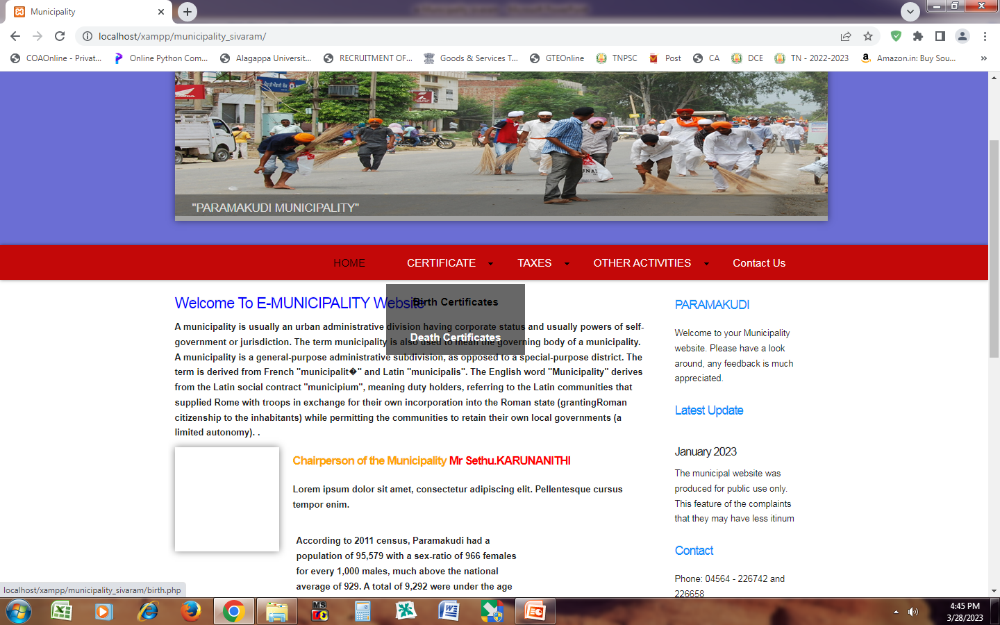 Municipality
localhost/xampp/municipality_sivaram/
COAOnline - Privat...
Online Python Com...
Alagappa Universit...
RECRUITMENT OF...
Goods & Services T...
GTEOnline
TNPSC
Post
CA
DCE
TN - 2022-2023
Amazon.in: Buy Sou...
»
HONDA
"PARAMAKUDI MUNICIPALITY"
HOME
CERTIFICATE
TAXES
OTHER ACTIVITIES
Contact Us
Birth Certificates
Death Certificates
Welcome To E-MUNICIPALITY Website
A municipality is usually an urban administrative division having corporate status and usually powers of self-
government or jurisdiction. The term municipality is also used to mean the governing body of a municipality.
A municipality is a general-purpose administrative subdivision, as opposed to a special-purpose district. The
term is derived from French "municipalit�" and Latin "municipalis". The English word "Municipality" derives
from the Latin social contract "municipium", meaning duty holders, referring to the Latin communities that
supplied Rome with troops in exchange for their own incorporation into the Roman state (grantingRoman
citizenship to the inhabitants) while permitting the communities to retain their own local governments (a
limited autonomy). .
Chairperson of the Municipality Mr Sethu.KARUNANITHI
Lorem ipsum dolor sit amet, consectetur adipiscing elit. Pellentesque cursus
tempor enim.
According to 2011 census, Paramakudi had a
population of 95,579 with a sex-ratio of 966 females
for every 1,000 males, much above the national
average of 929. A total of 9,292 were under the age
PARAMAKUDI
Welcome to your Municipality
website. Please have a look
around, any feedback is much
appreciated.
Latest Update
January 2023
The municipal website was
produced for public use only.
This feature of the complaints
that they may have less itinum
Contact
Phone: 04564 - 226742 and
226658
localhost/xampp/municipality_sivaram/birth.php
MS
4:45 PM
3/28/2023